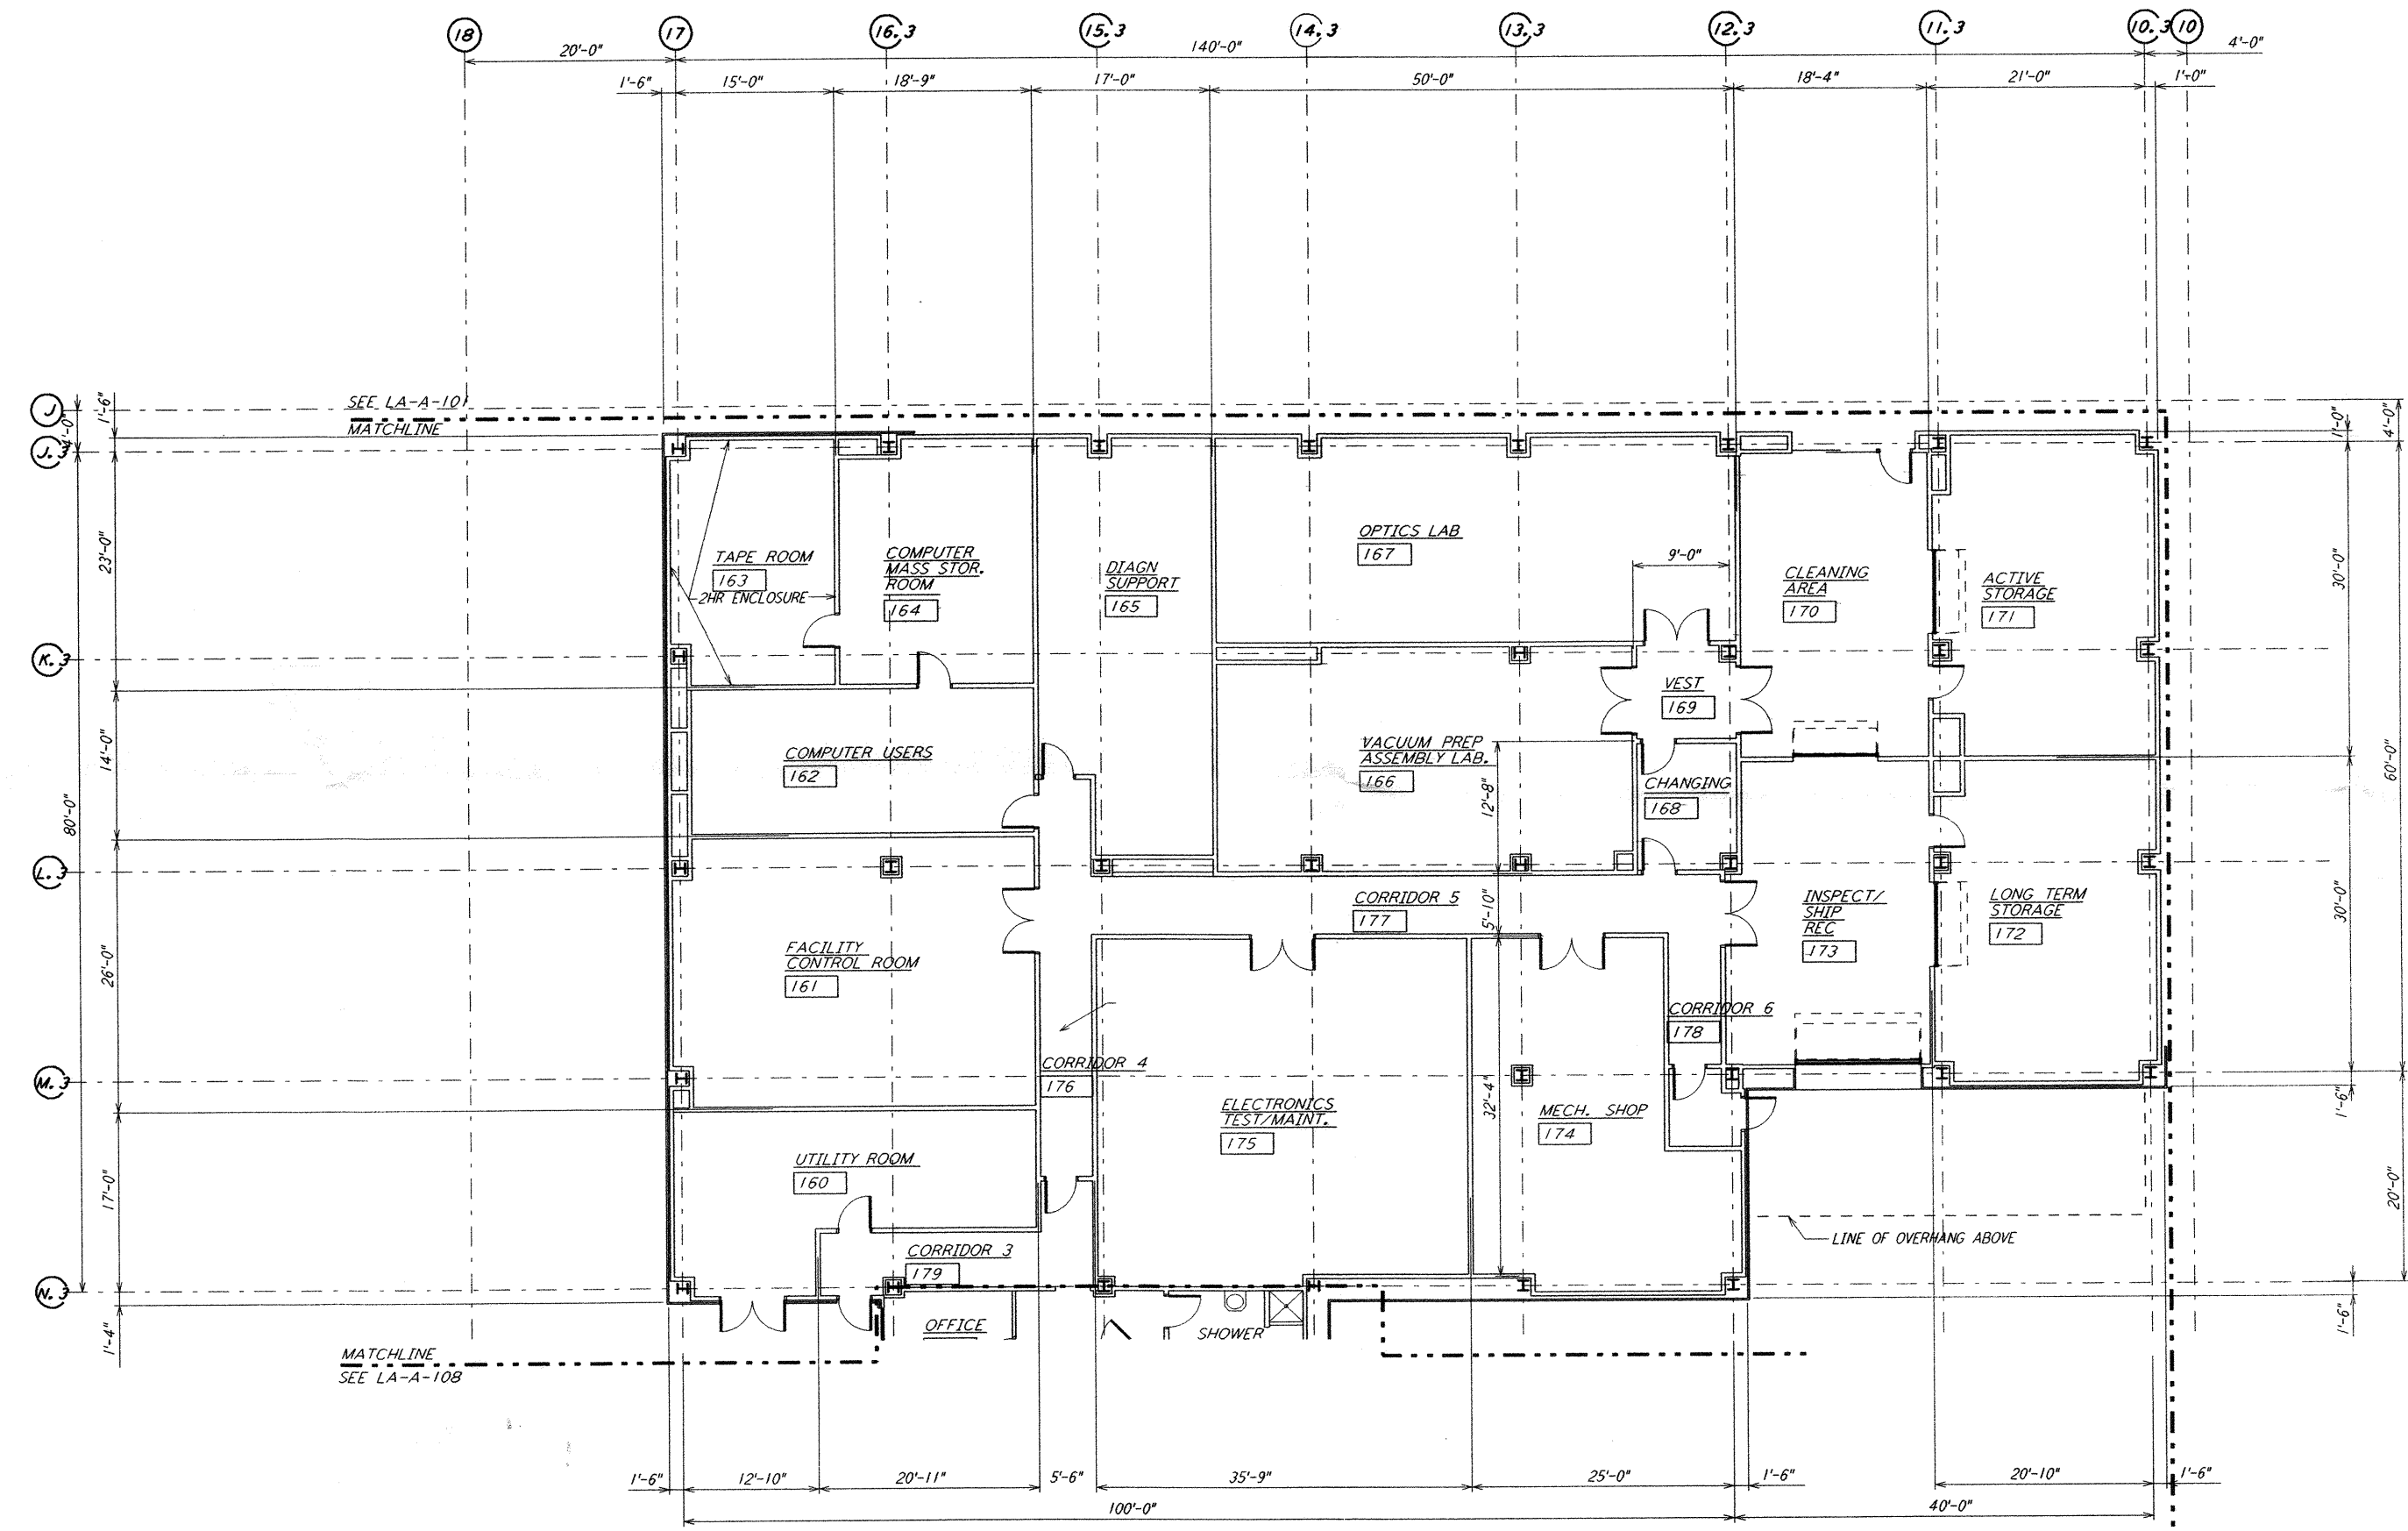 18 17 16.3 15.3 14.3 13.3 12.3 11.3 10.3 10
20'-0" 140'-0" 4'-0"
1'-6" 15'-0" 18'-9" 17'-0" 50'-0" 18'-4" 21'-0" 1'-0"
J
J.3
K.3
L.3
M.3
N.3
4'-0"
80'-0"
1'-6"
23'-0"
14'-0"
26'-0"
17'-0"
1'-4"
SEE LA-A-101
MATCHLINE
TAPE ROOM
163
2HR ENCLOSURE
COMPUTER
MASS STOR.
ROOM
164
DIAGN
SUPPORT
165
OPTICS LAB
167
9'-0"
CLEANING
AREA
170
ACTIVE
STORAGE
171
COMPUTER USERS
162
VACUUM PREP
ASSEMBLY LAB.
166
VEST
169
CHANGING
168
12'-8"
5'-10"
32'-4"
FACILITY
CONTROL ROOM
161
CORRIDOR 5
177
INSPECT/
SHIP
REC
173
LONG TERM
STORAGE
172
CORRIDOR 6
178
CORRIDOR 4
176
ELECTRONICS
TEST/MAINT.
175
MECH. SHOP
174
UTILITY ROOM
160
CORRIDOR 3
179
LINE OF OVERHANG ABOVE
OFFICE
SHOWER
MATCHLINE
SEE LA-A-108
1'-0"
30'-0"
30'-0"
1'-6"
1'-6"
4'-0"
60'-0"
20'-0"
1'-6" 12'-10" 20'-11" 5'-6" 35'-9" 25'-0" 1'-6" 20'-10" 1'-6"
100'-0" 40'-0"